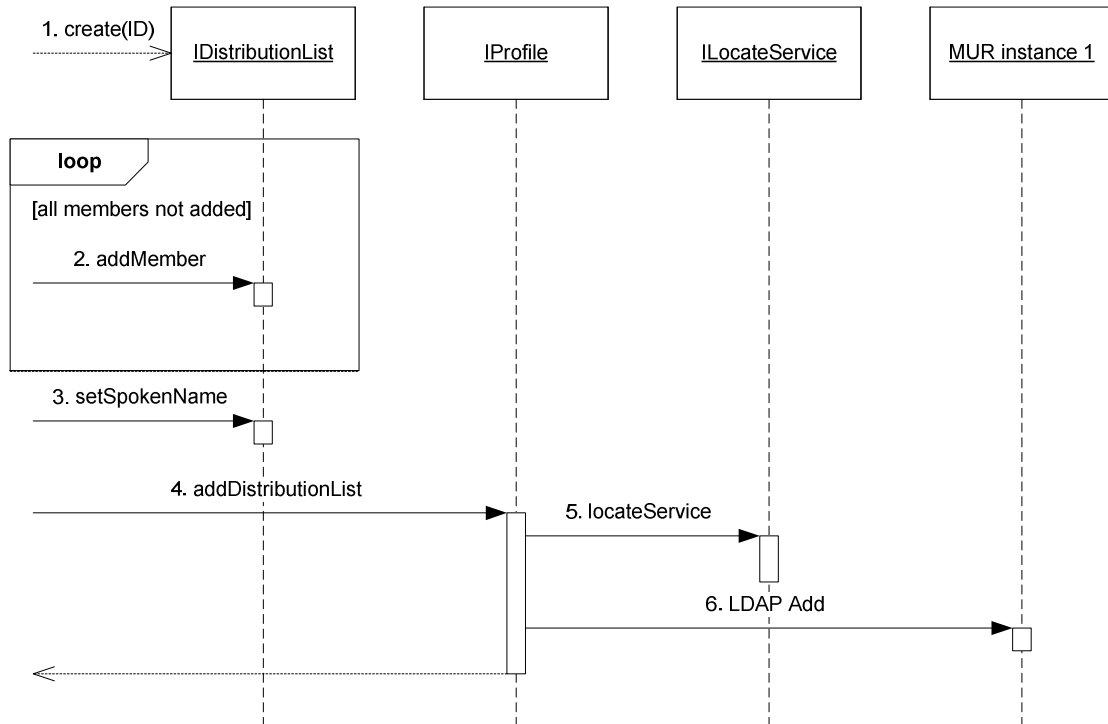 1. create(ID)
IDistributionList
IProfile
ILocateService
MUR instance 1
loop
[all members not added]
2. addMember
3. setSpokenName
4. addDistributionList
5. locateService
6. LDAP Add